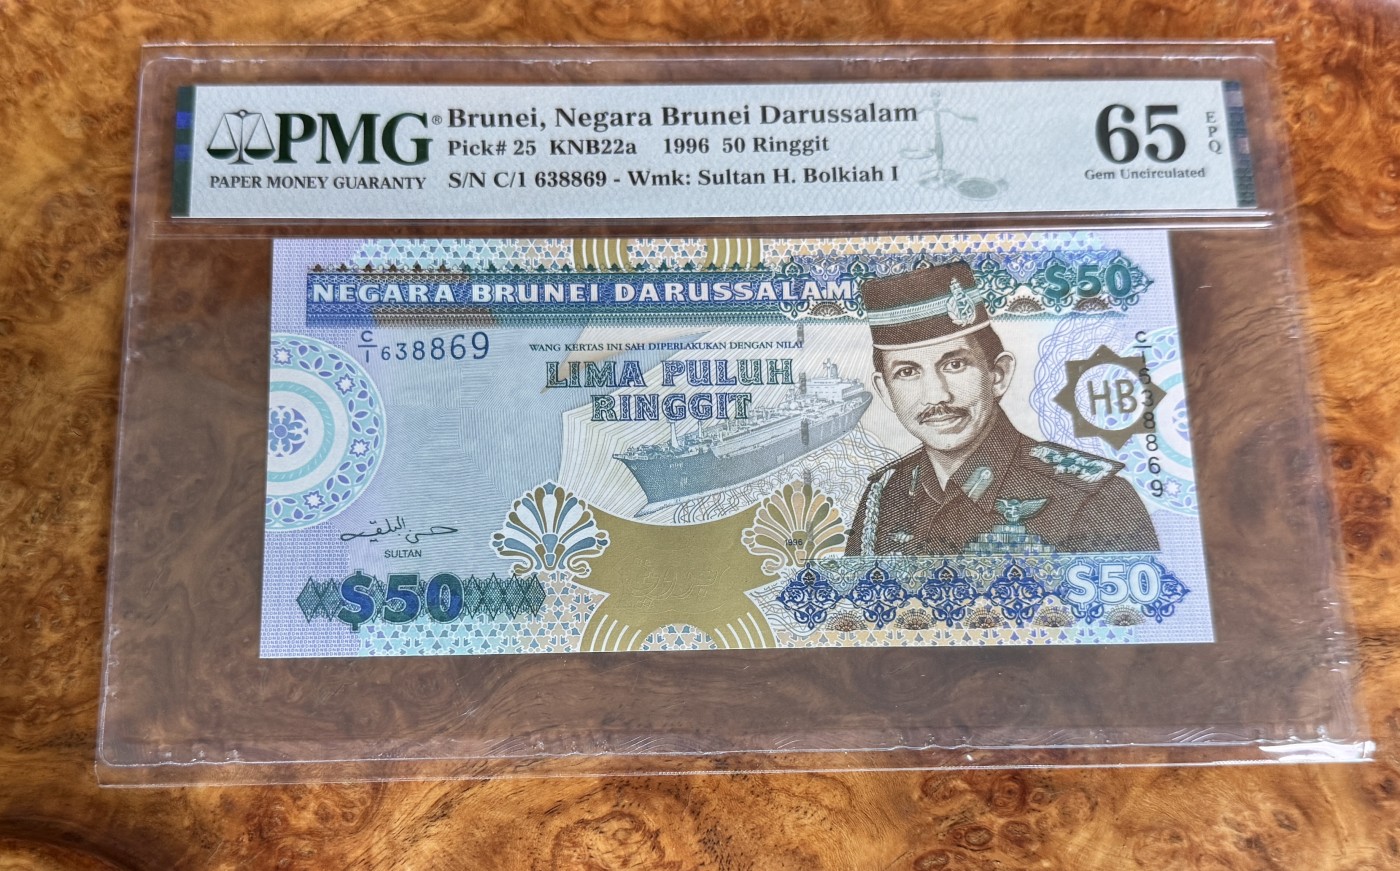 PMG®
PAPER MONEY GUARANTY
Brunei, Negara Brunei Darussalam
Pick# 25 KNB22a 1996 50 Ringgit
S/N C/1 638869 - Wmk: Sultan H. Bolkiah I
65
EPQ
Gem Uncirculated
NEGARA BRUNEI DARUSSALAM
$50
C/1 638869
WANG KERTAS INI SAH DIPERLAKUKAN DENGAN NILAI
LIMA PULUH
RINGGIT
HB
C/1 638869
SULTAN
1996
$50
$50